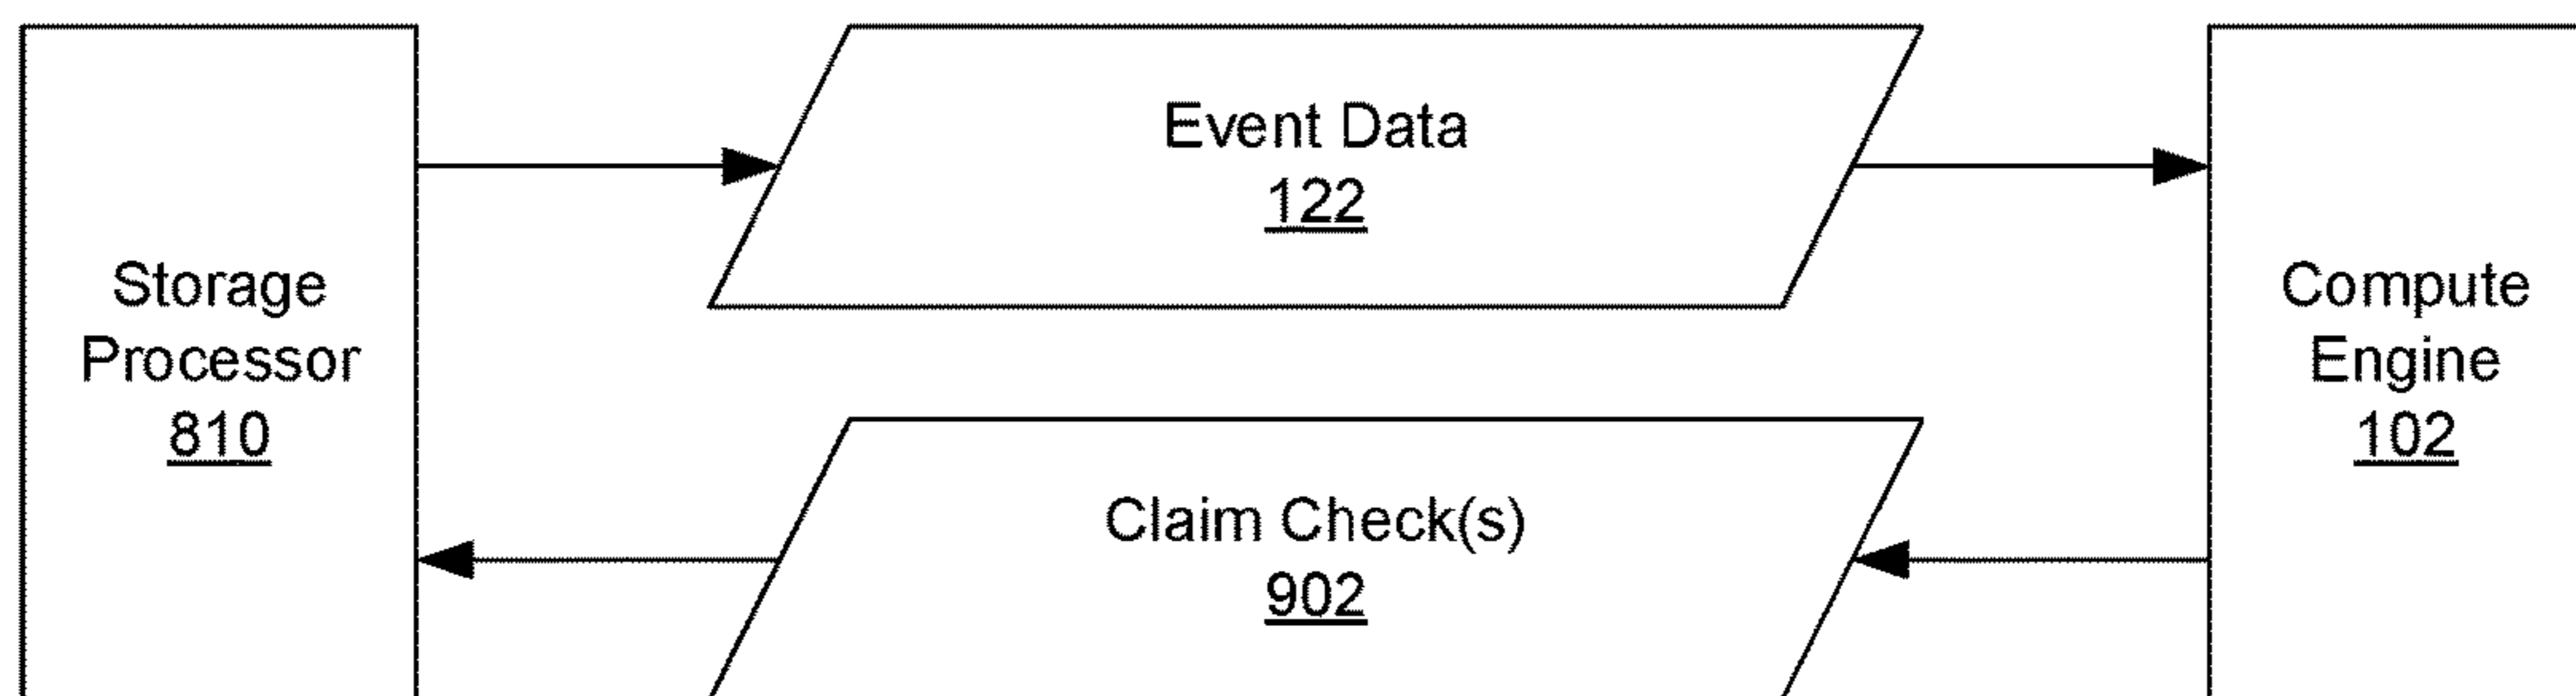 Storage
Processor
810
Event Data
122
Claim Check(s)
902
Compute
Engine
102